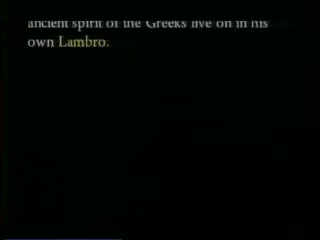 ancient spirit of the Greeks live on in his
own Lambro.